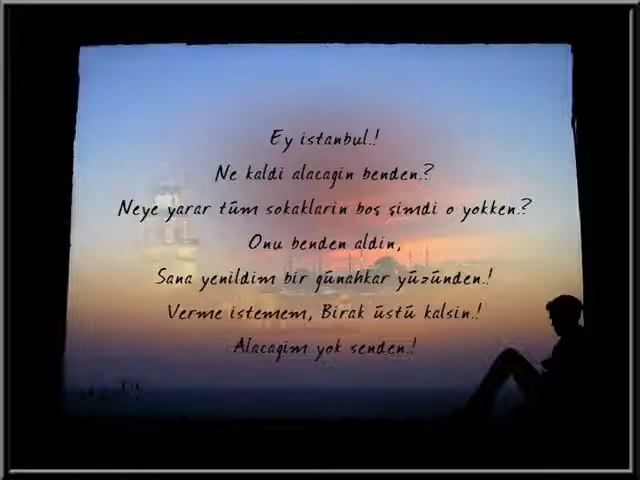 Ey istanbul.!
Ne kaldi alacagin benden.?
Neye yarar tüm sokaklarin boş şimdi o yokken.?
Onu benden aldin,
Sana yenildim bir günahkar yüzünden.!
Verme istemem, Birak üstü kalsin.!
Alacagim yok senden.!